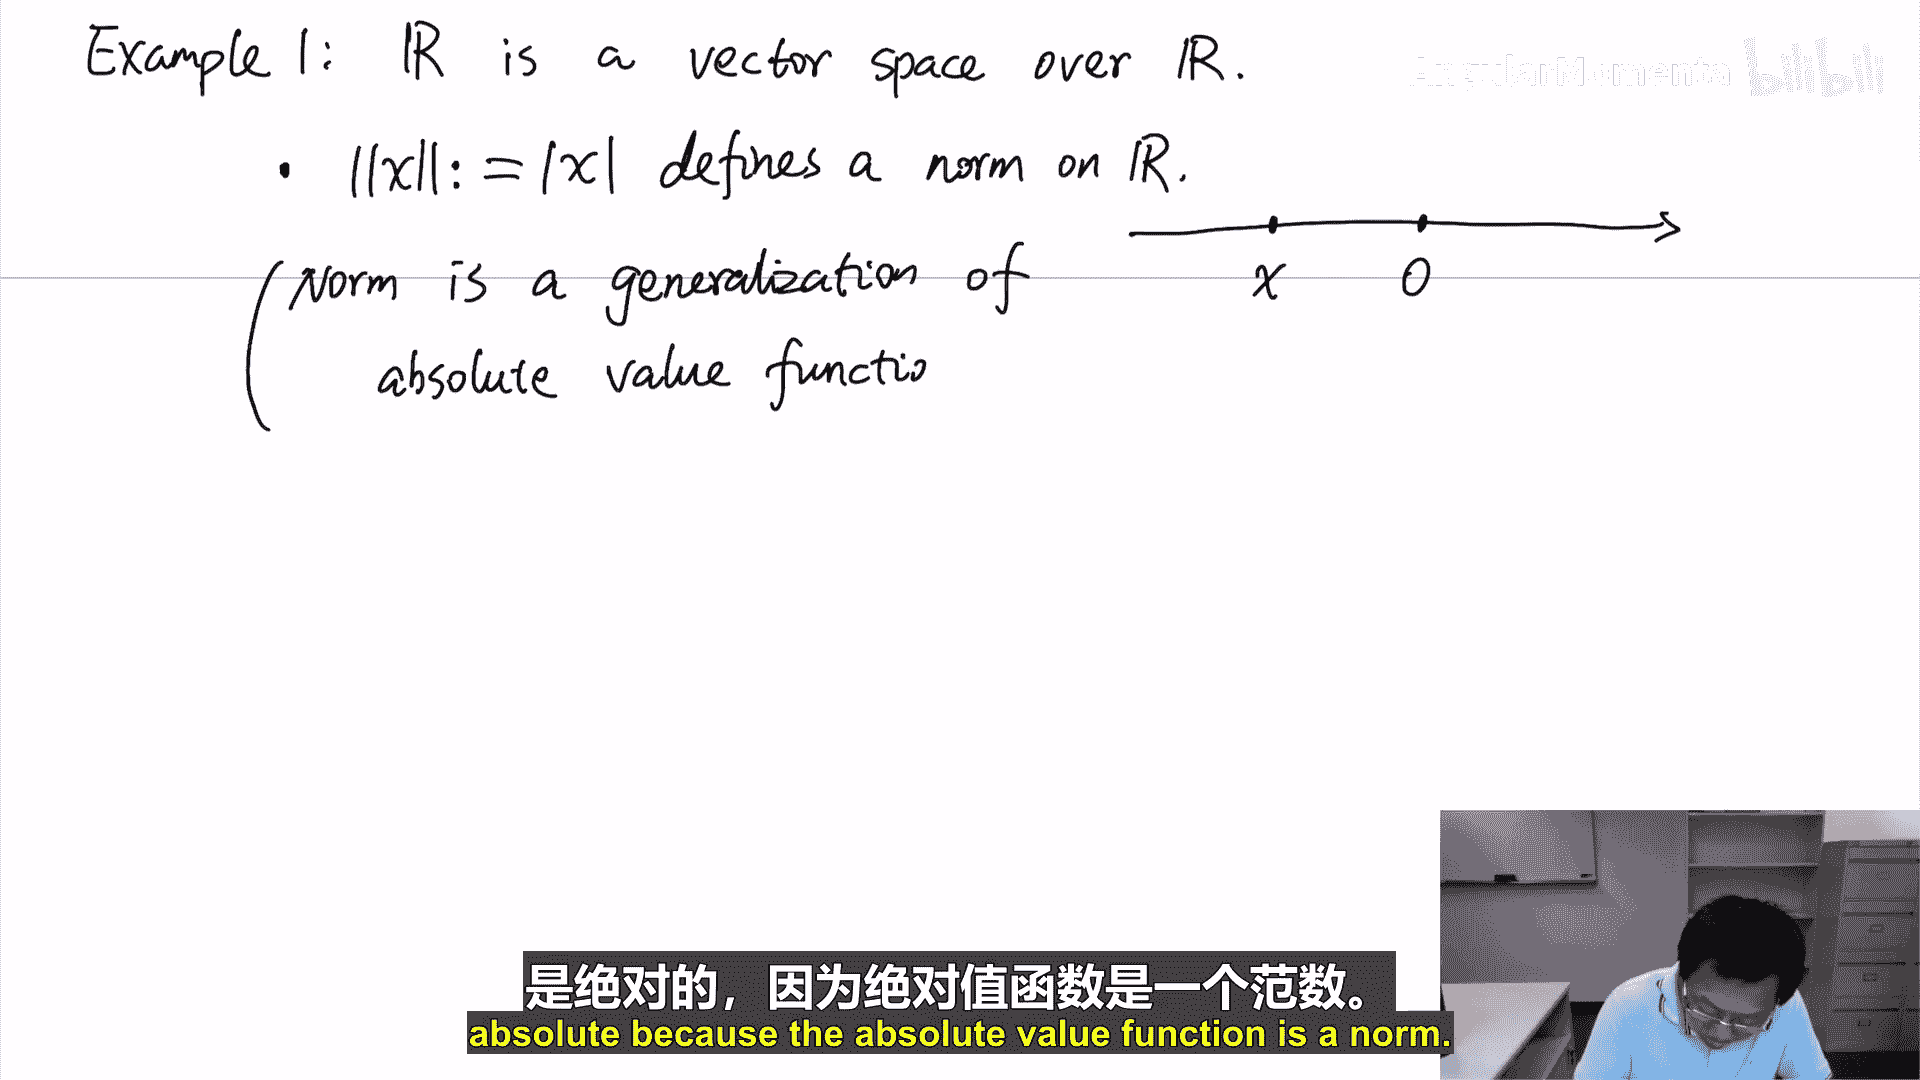 Example 1: ℝ is a vector space over ℝ.
AngularMomenta bilibili
• ||x|| := |x| defines a norm on ℝ.
x 0
(Norm is a generalization of
absolute value functio
是绝对的，因为绝对值函数是一个范数。
absolute because the absolute value function is a norm.